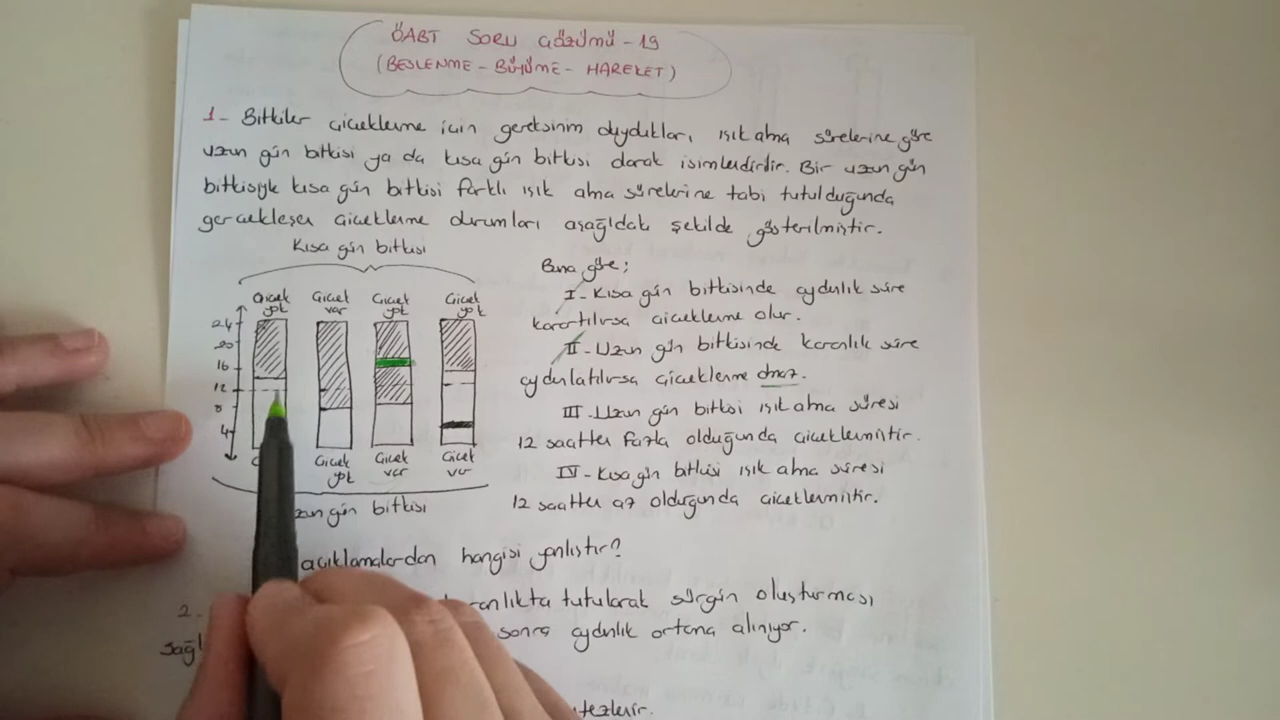 ÖABT SORU ÇÖZÜMÜ - 19
(BESLENME - BÜYÜME - HAREKET)
1- Bitkiler çiçeklenme için gereksinim duydukları ışık alma sürelerine göre
uzun gün bitkisi ya da kısa gün bitkisi olarak isimlendirilir. Bir uzun gün
bitkisiyle kısa gün bitkisi farklı ışık alma sürelerine tabi tutulduğunda
gerçekleşen çiçeklenme durumları aşağıdaki şekilde gösterilmiştir.
Kısa gün bitkisi
Çiçek yok
Çiçek var
Çiçek yok
Çiçek yok
24
20
16
12
8
4
Çiçek yok
Çiçek var
Çiçek var
uzun gün bitkisi
Buna göre;
I- Kısa gün bitkisinde aydınlık süre
karartılırsa çiçeklenme olur.
II- Uzun gün bitkisinde karanlık süre
aydınlatılırsa çiçeklenme olmaz.
III- Uzun gün bitkisi ışık alma süresi
12 saatten fazla olduğunda çiçeklenmiştir.
IV- Kısa gün bitkisi ışık alma süresi
12 saatten az olduğunda çiçeklenmiştir.
açıklamalardan hangisi yanlıştır?
2-
karanlıkta tutularak sürgün oluşturması
sonra aydınlık ortama alınıyor.